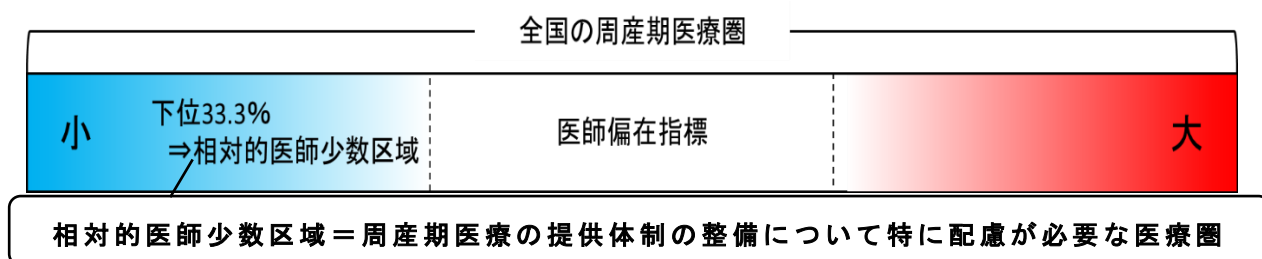 全国の周産期医療圏
小
下位33.3%
⇒相対的医師少数区域
医師偏在指標
大
相対的医師少数区域＝周産期医療の提供体制の整備について特に配慮が必要な医療圏